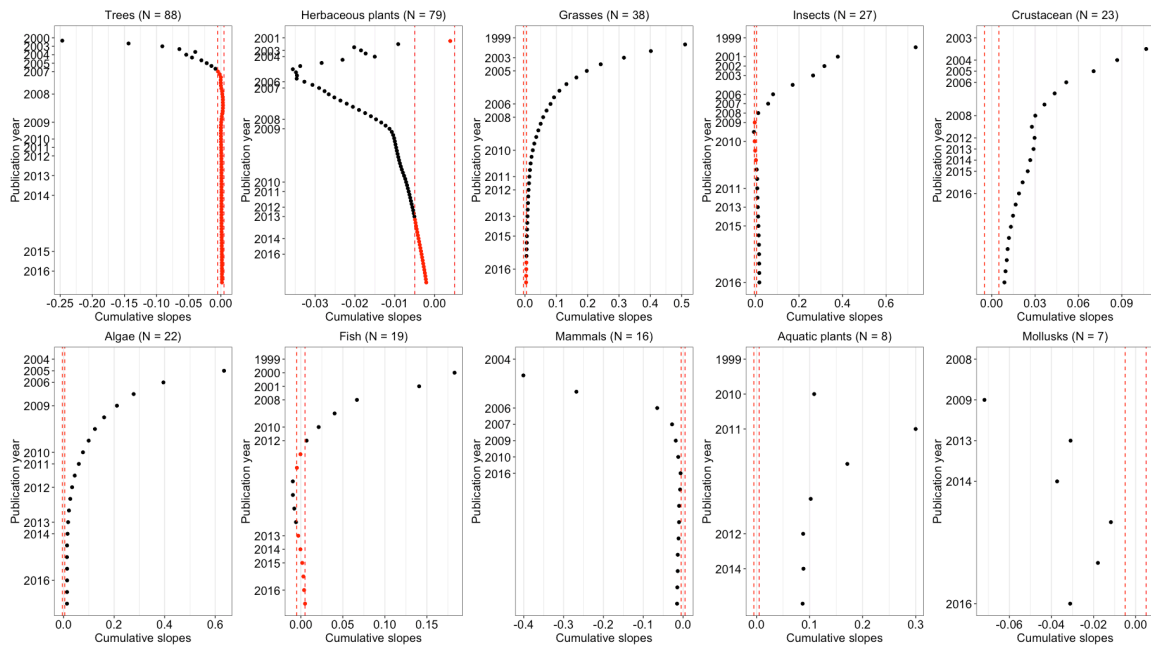 Trees (N = 88)
Publication year
2000
2003
2004
2005
2007
2008
2009
2010
2011
2012
2013
2014
2015
2016
-0.25 -0.20 -0.15 -0.10 -0.05 0.00
Cumulative slopes
Herbaceous plants (N = 79)
Publication year
2001
2003
2004
2006
2007
2008
2009
2010
2011
2012
2013
2014
2016
-0.03 -0.02 -0.01 0.00
Cumulative slopes
Grasses (N = 38)
Publication year
1999
2003
2004
2005
2006
2008
2010
2011
2012
2013
2014
2015
2016
0.0 0.1 0.2 0.3 0.4 0.5
Cumulative slopes
Insects (N = 27)
Publication year
1999
2001
2002
2003
2005
2006
2007
2008
2009
2010
2011
2013
2015
2016
0.0 0.2 0.4 0.6
Cumulative slopes
Crustacean (N = 23)
Publication year
2003
2004
2005
2006
2008
2012
2013
2014
2015
2016
0.00 0.03 0.06 0.09
Cumulative slopes
Algae (N = 22)
Publication year
2004
2005
2006
2009
2010
2011
2012
2013
2014
2016
0.0 0.2 0.4 0.6
Cumulative slopes
Fish (N = 19)
Publication year
1999
2000
2001
2008
2010
2012
2013
2014
2015
2016
0.00 0.05 0.10 0.15
Cumulative slopes
Mammals (N = 16)
Publication year
2004
2006
2007
2009
2010
2016
-0.4 -0.3 -0.2 -0.1 0.0
Cumulative slopes
Aquatic plants (N = 8)
Publication year
1999
2010
2011
2012
2014
0.0 0.1 0.2 0.3
Cumulative slopes
Mollusks (N = 7)
Publication year
2008
2009
2013
2014
2016
-0.06 -0.04 -0.02 0.00
Cumulative slopes